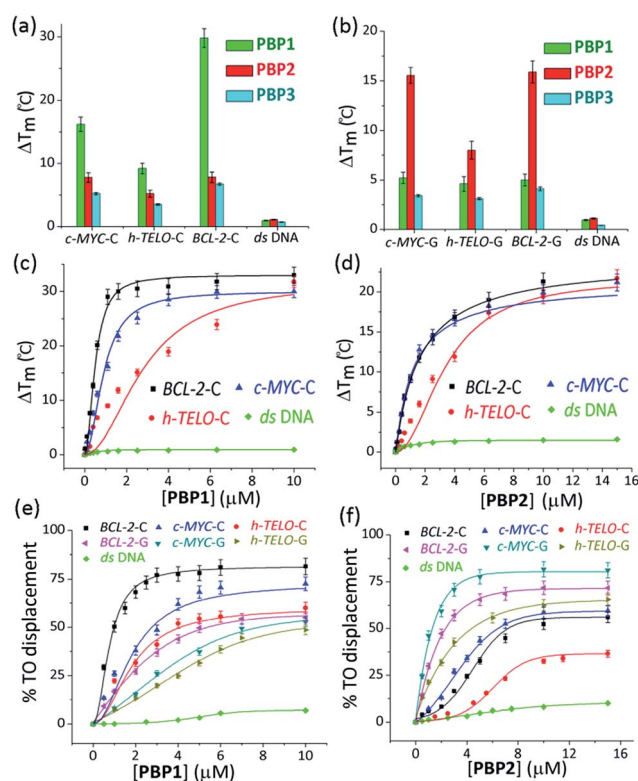 (a)
30
20
10
0
ΔTm (℃)
PBP1
PBP2
PBP3
c-MYC-C h-TELO-C BCL-2-C ds DNA
(b)
20
15
10
5
0
ΔTm (℃)
PBP1
PBP2
PBP3
c-MYC-G h-TELO-G BCL-2-G ds DNA
(c)
30
20
10
0
ΔTm (℃)
BCL-2-C c-MYC-C
h-TELO-C ds DNA
0 2 4 6 8 10
[PBP1] (μM)
(d)
20
15
10
5
0
ΔTm (℃)
BCL-2-C c-MYC-C
h-TELO-C ds DNA
0 2 4 6 8 10 12 14 16
[PBP2] (μM)
(e)
BCL-2-C c-MYC-C h-TELO-C
BCL-2-G c-MYC-G h-TELO-G
ds DNA
100
75
50
25
0
% TO displacement
0 2 4 6 8 10
[PBP1] (μM)
(f)
BCL-2-C c-MYC-C h-TELO-C
BCL-2-G c-MYC-G h-TELO-G
ds DNA
100
75
50
25
0
% TO displacement
0 5 10 15
[PBP2] (μM)